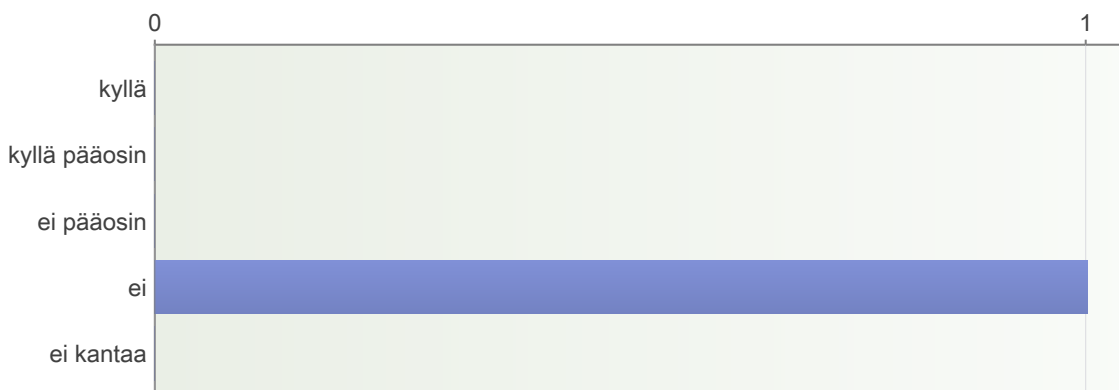 0 1
kyllä
kyllä pääosin
ei pääosin
ei
ei kantaa